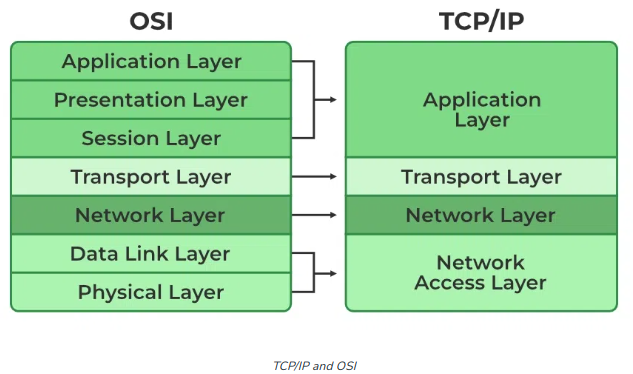 OSI
TCP/IP
Application Layer
Presentation Layer
Session Layer
Transport Layer
Network Layer
Data Link Layer
Physical Layer
Application
Layer
Transport Layer
Network Layer
Network
Access Layer
TCP/IP and OSI